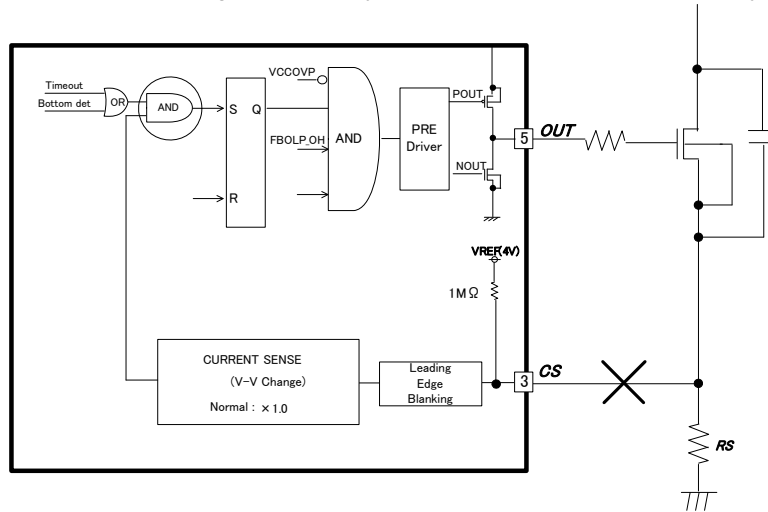 Timeout
Bottom det
OR
AND
S
Q
R
VCCOVP
FBOLP_OH
AND
PRE
Driver
POUT
NOUT
5
OUT
VREF(4V)
1MΩ
CURRENT SENSE
(V-V Change)
Normal : ×1.0
Leading
Edge
Blanking
3
CS
RS